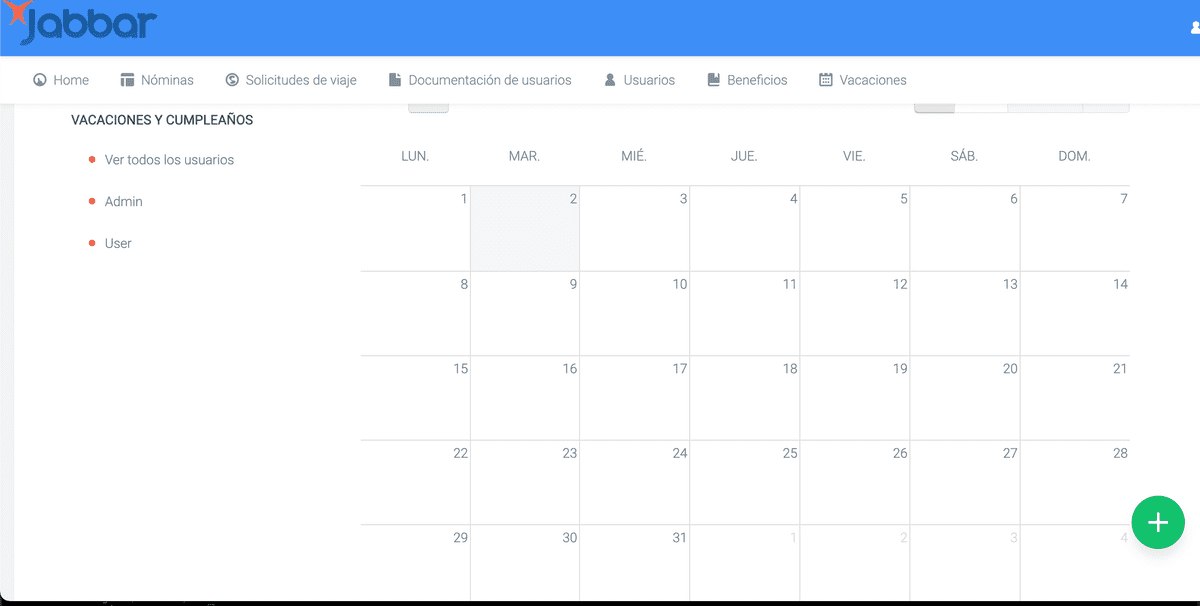 Jabbar
Home Nóminas Solicitudes de viaje Documentación de usuarios Usuarios Beneficios Vacaciones
VACACIONES Y CUMPLEAÑOS
Ver todos los usuarios
Admin
User
LUN. MAR. MIÉ. JUE. VIE. SÁB. DOM.
1 2 3 4 5 6 7
8 9 10 11 12 13 14
15 16 17 18 19 20 21
22 23 24 25 26 27 28
29 30 31 1 2 3 4